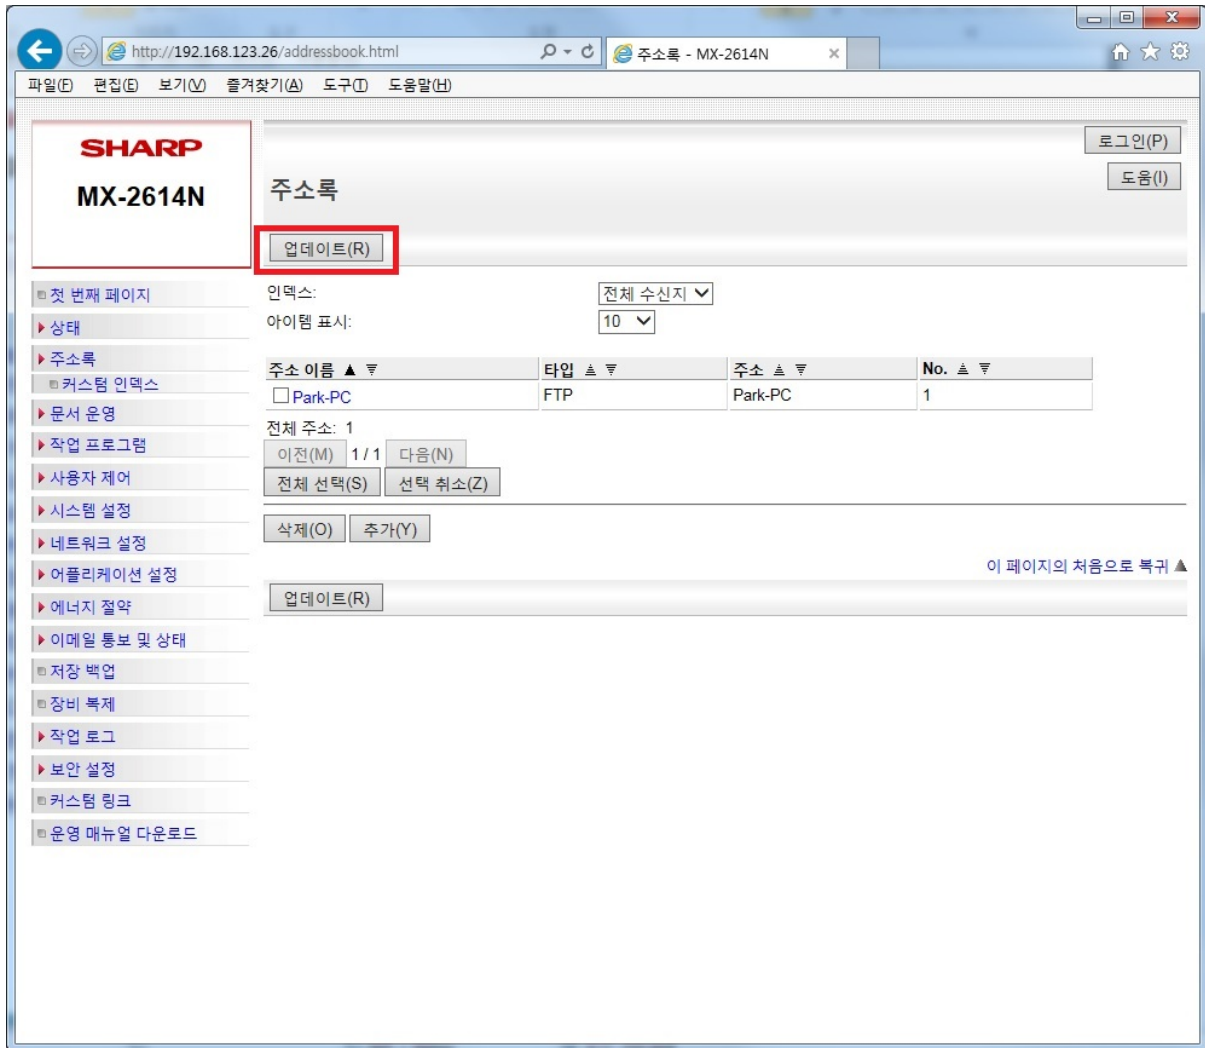 http://192.168.123.26/addressbook.html
주소록 - MX-2614N
파일(F) 편집(E) 보기(V) 즐겨찾기(A) 도구(T) 도움말(H)
SHARP
MX-2614N
로그인(P)
도움(I)
주소록
업데이트(R)
첫 번째 페이지
상태
주소록
커스텀 인덱스
문서 운영
작업 프로그램
사용자 제어
시스템 설정
네트워크 설정
어플리케이션 설정
에너지 절약
이메일 통보 및 상태
저장 백업
장비 복제
작업 로그
보안 설정
커스텀 링크
운영 매뉴얼 다운로드
인덱스: 전체 수신지
아이템 표시: 10
주소 이름 ▲ ▼ 타입 ▲ ▼ 주소 ▲ ▼ No. ▲ ▼
Park-PC FTP Park-PC 1
전체 주소: 1
이전(M) 1 / 1 다음(N)
전체 선택(S) 선택 취소(Z)
삭제(O) 추가(Y)
이 페이지의 처음으로 복귀 ▲
업데이트(R)